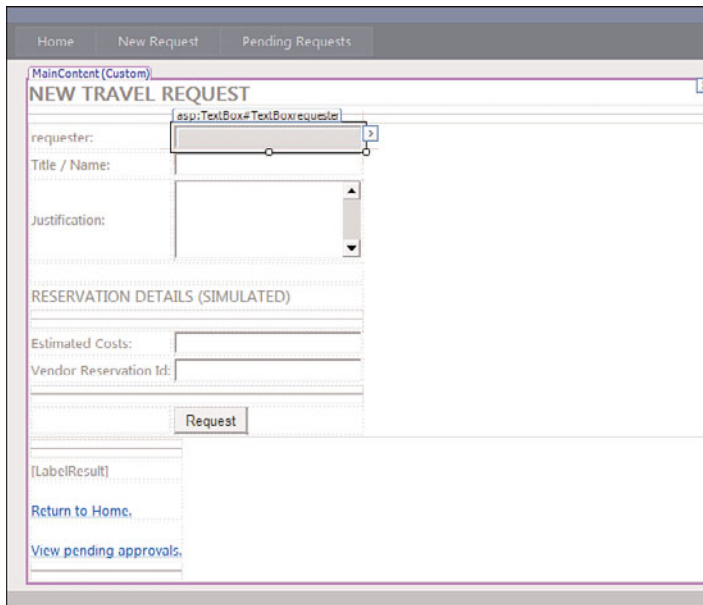 Home New Request Pending Requests
MainContent (Custom)
NEW TRAVEL REQUEST
asp:TextBox#TextBoxrequester
requester:
Title / Name:
Justification:
RESERVATION DETAILS (SIMULATED)
Estimated Costs:
Vendor Reservation Id:
Request
[LabelResult]
Return to Home.
View pending approvals.